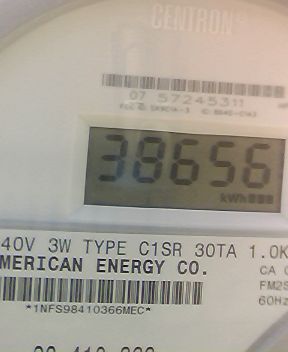 CENTRON
07 57245311
38656
kWh
40V 3W TYPE C1SR 30TA 1.0K
MERICAN ENERGY CO.
CA
FM2S
60Hz
*1NFS98410366MEC*